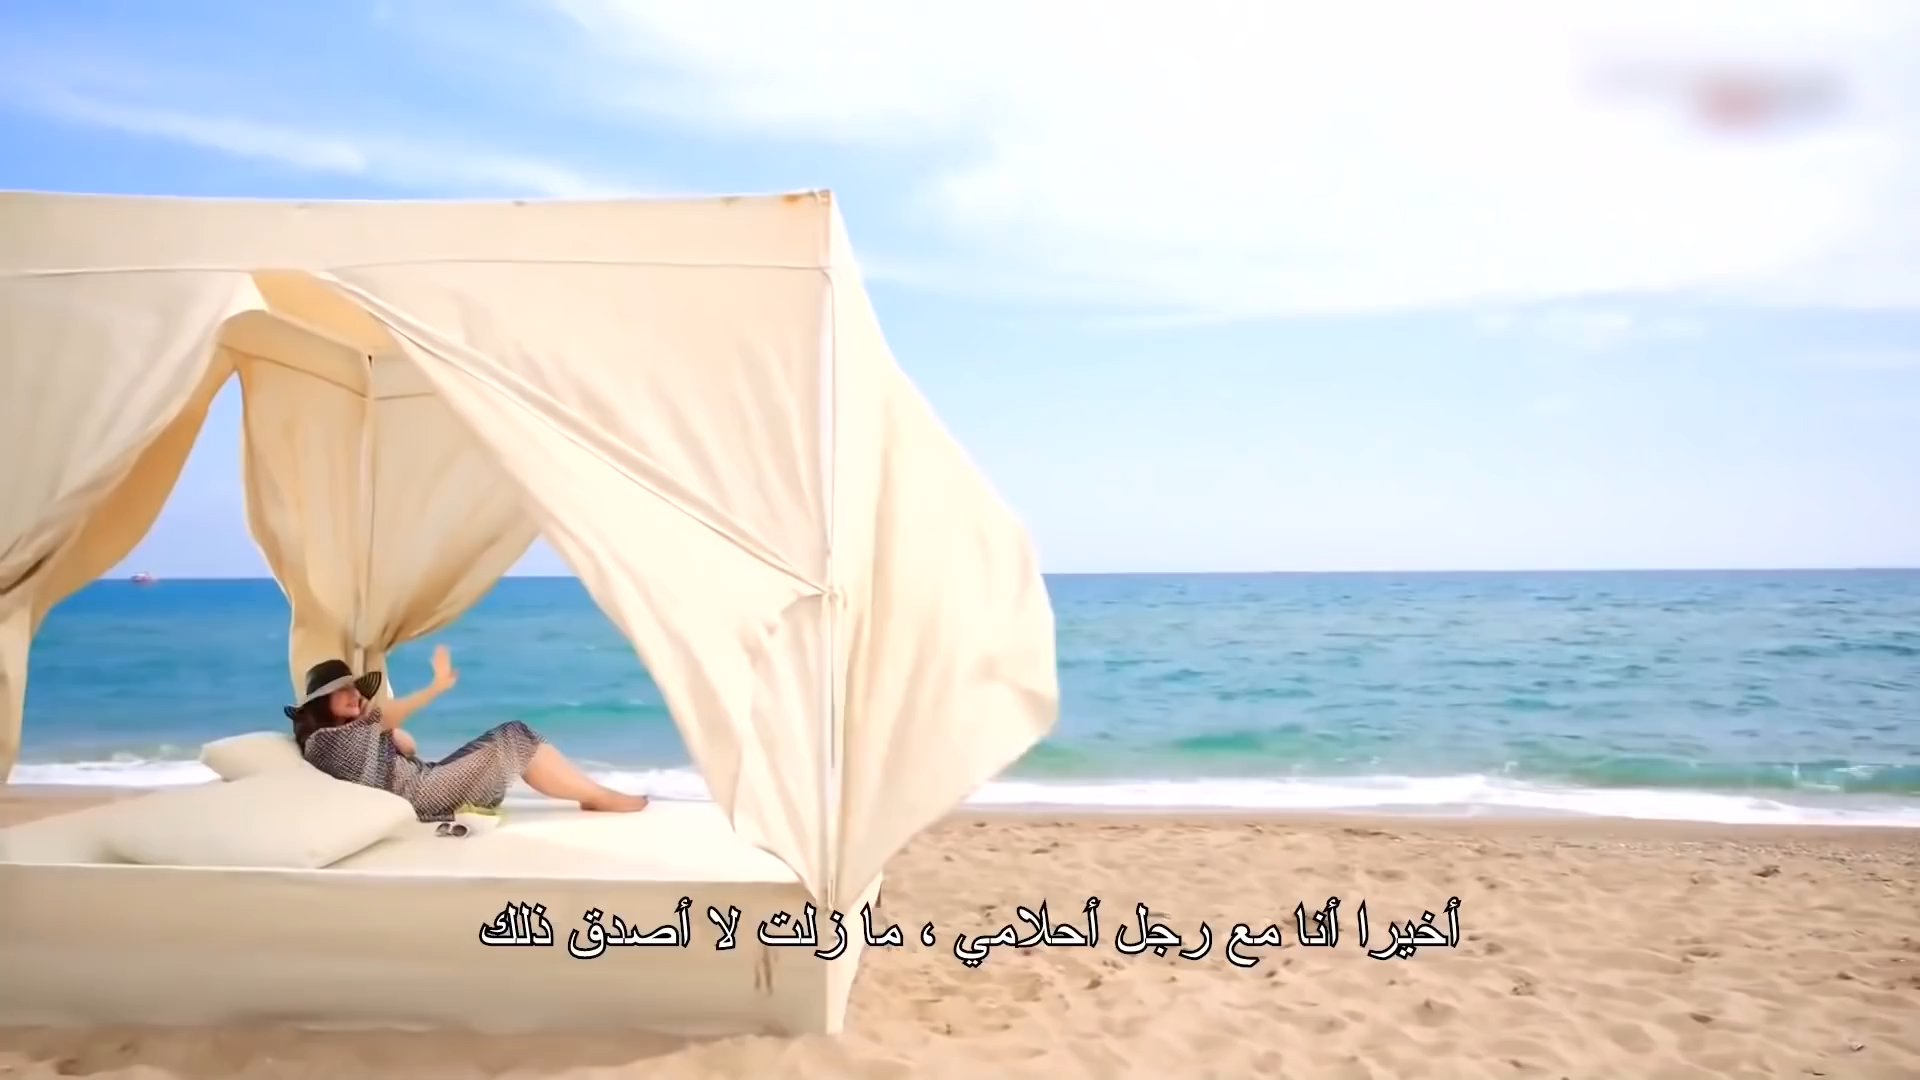 أخيرا أنا مع رجل أحلامي ، ما زلت لا أصدق ذلك